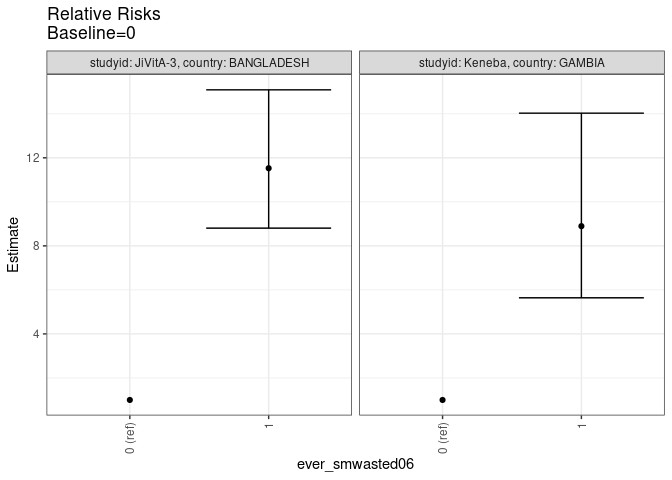 Relative Risks
Baseline=0
studyid: JiVitA-3, country: BANGLADESH
studyid: Keneba, country: GAMBIA
12
8
4
Estimate
0 (ref)
1
0 (ref)
1
ever_smwasted06